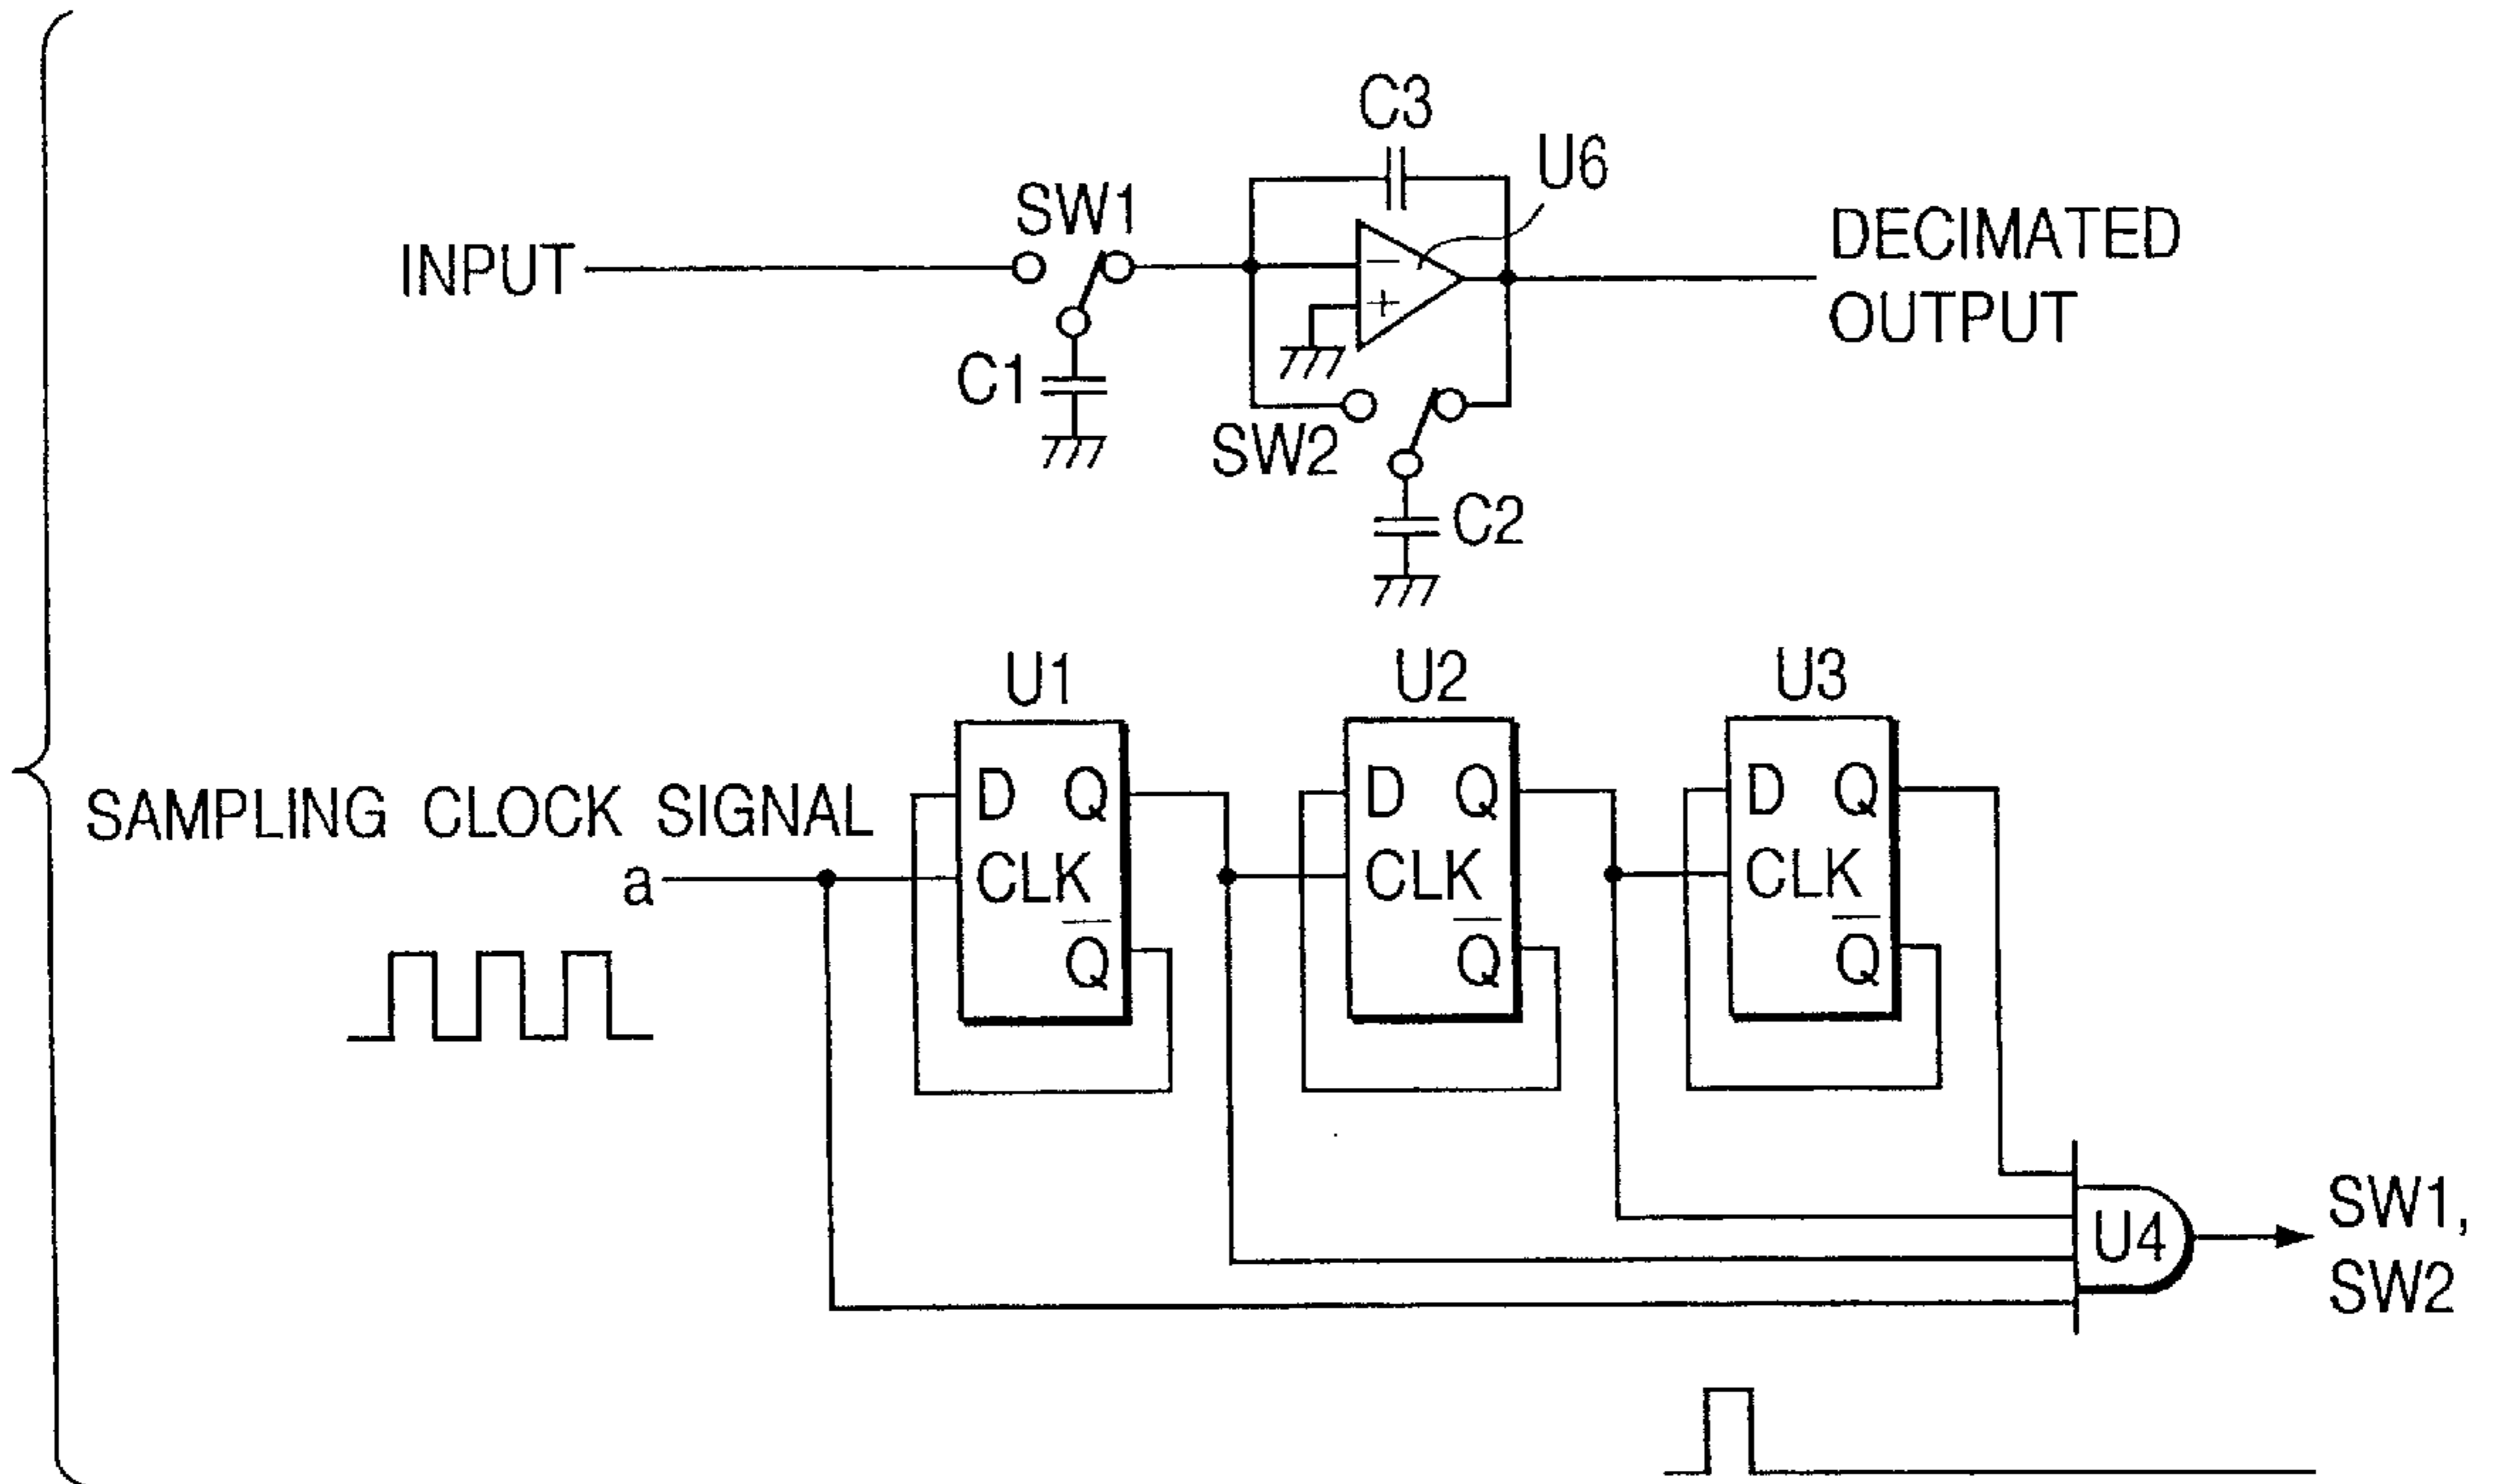 C3
U6
SW1
INPUT
DECIMATED
OUTPUT
−
+
C1
SW2
C2
U1
U2
U3
SAMPLING CLOCK SIGNAL
a
D Q
CLK
Q̅
D Q
CLK
Q̅
D Q
CLK
Q̅
U4
SW1,
SW2